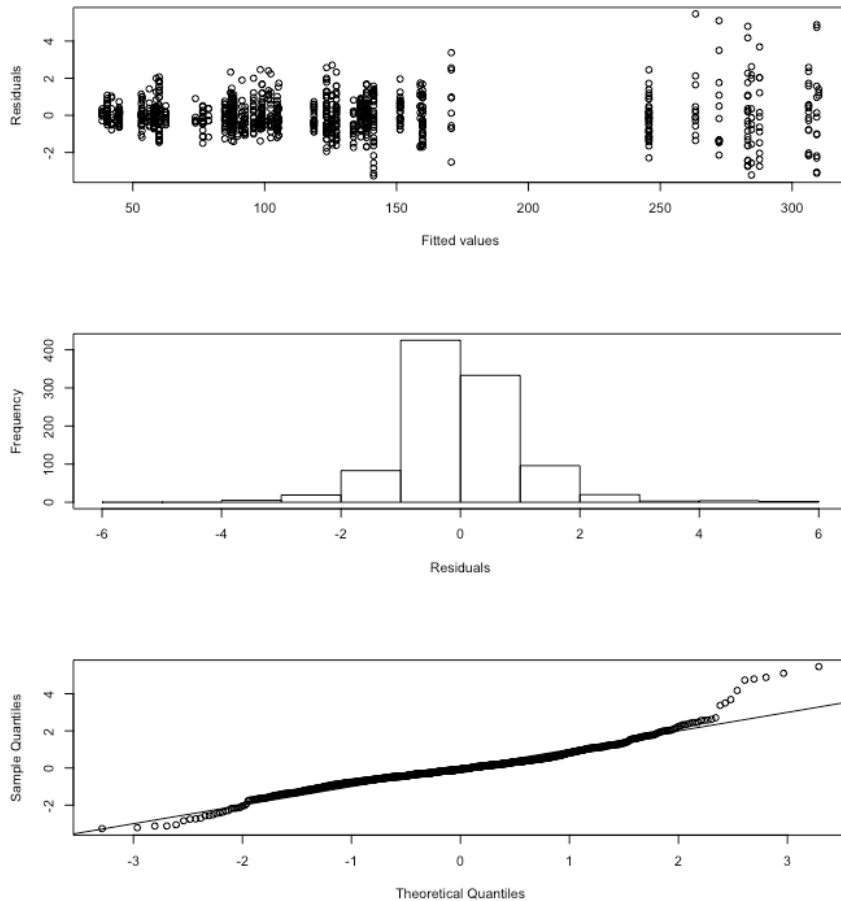 Residuals
4
2
0
-2
50 100 150 200 250 300
Fitted values
Frequency
400
300
200
100
0
-6 -4 -2 0 2 4 6
Residuals
Sample Quantiles
4
2
0
-2
-3 -2 -1 0 1 2 3
Theoretical Quantiles